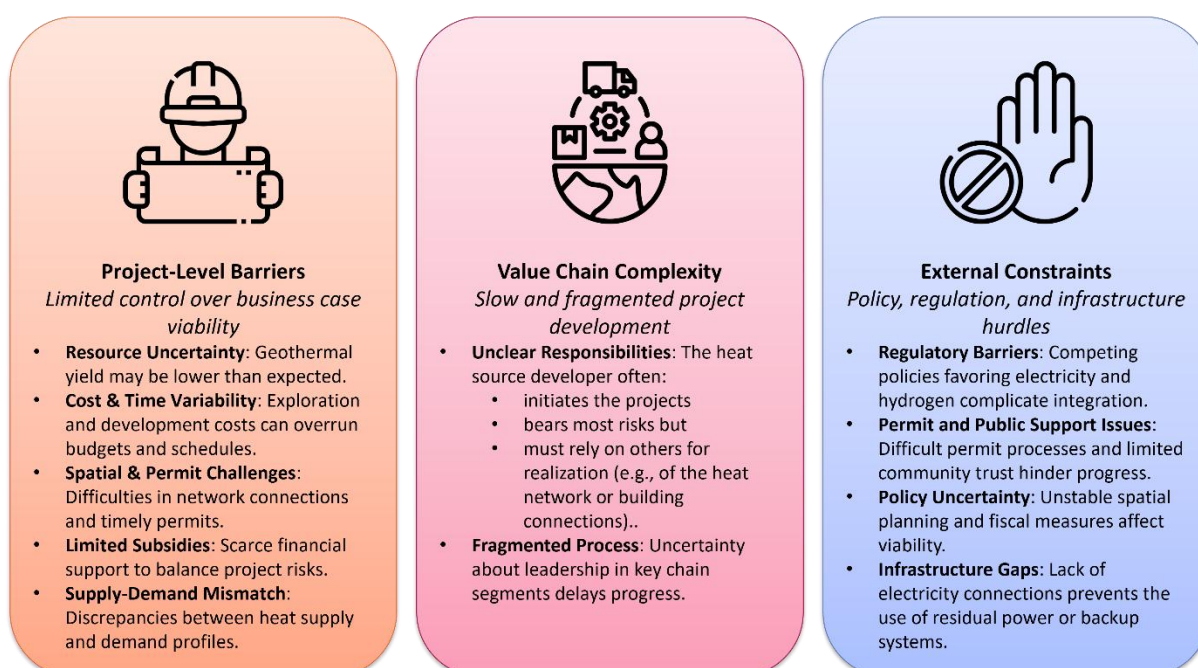 Project-Level Barriers
Limited control over business case
viability
• Resource Uncertainty: Geothermal
yield may be lower than expected.
• Cost & Time Variability: Exploration
and development costs can overrun
budgets and schedules.
• Spatial & Permit Challenges:
Difficulties in network connections
and timely permits.
• Limited Subsidies: Scarce financial
support to balance project risks.
• Supply-Demand Mismatch:
Discrepancies between heat supply
and demand profiles.
Value Chain Complexity
Slow and fragmented project
development
• Unclear Responsibilities: The heat
source developer often:
• initiates the projects
• bears most risks but
• must rely on others for
realization (e.g., of the heat
network or building
connections)..
• Fragmented Process: Uncertainty
about leadership in key chain
segments delays progress.
External Constraints
Policy, regulation, and infrastructure
hurdles
• Regulatory Barriers: Competing
policies favoring electricity and
hydrogen complicate integration.
• Permit and Public Support Issues:
Difficult permit processes and limited
community trust hinder progress.
• Policy Uncertainty: Unstable spatial
planning and fiscal measures affect
viability.
• Infrastructure Gaps: Lack of
electricity connections prevents the
use of residual power or backup
systems.